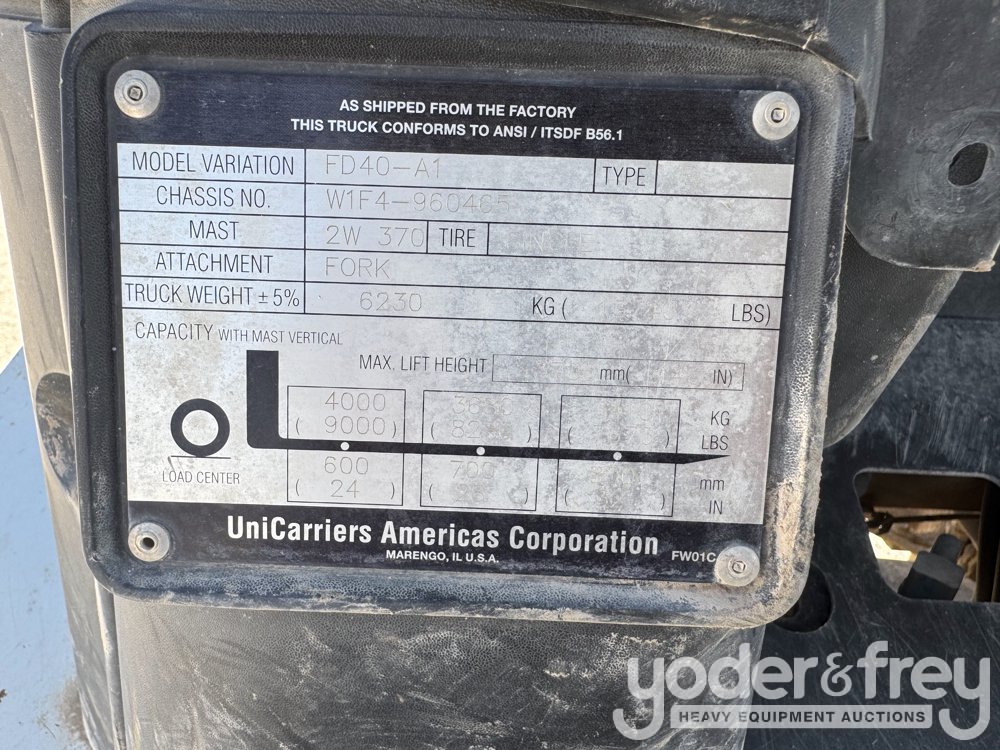 AS SHIPPED FROM THE FACTORY
THIS TRUCK CONFORMS TO ANSI / ITSDF B56.1
MODEL VARIATION FD40-A1 TYPE
CHASSIS NO. W1F4-960465
MAST 2W 370 TIRE
ATTACHMENT FORK
TRUCK WEIGHT ± 5% 6230 KG ( LBS)
CAPACITY WITH MAST VERTICAL
MAX. LIFT HEIGHT mm( IN)
4000 KG
( 9000 ) ( ) ( ) LBS
600 700 mm
( 24 ) ( ) ( ) IN
LOAD CENTER
UniCarriers Americas Corporation
MARENGO, IL U.S.A.
FW01C
yoder&frey
HEAVY EQUIPMENT AUCTIONS